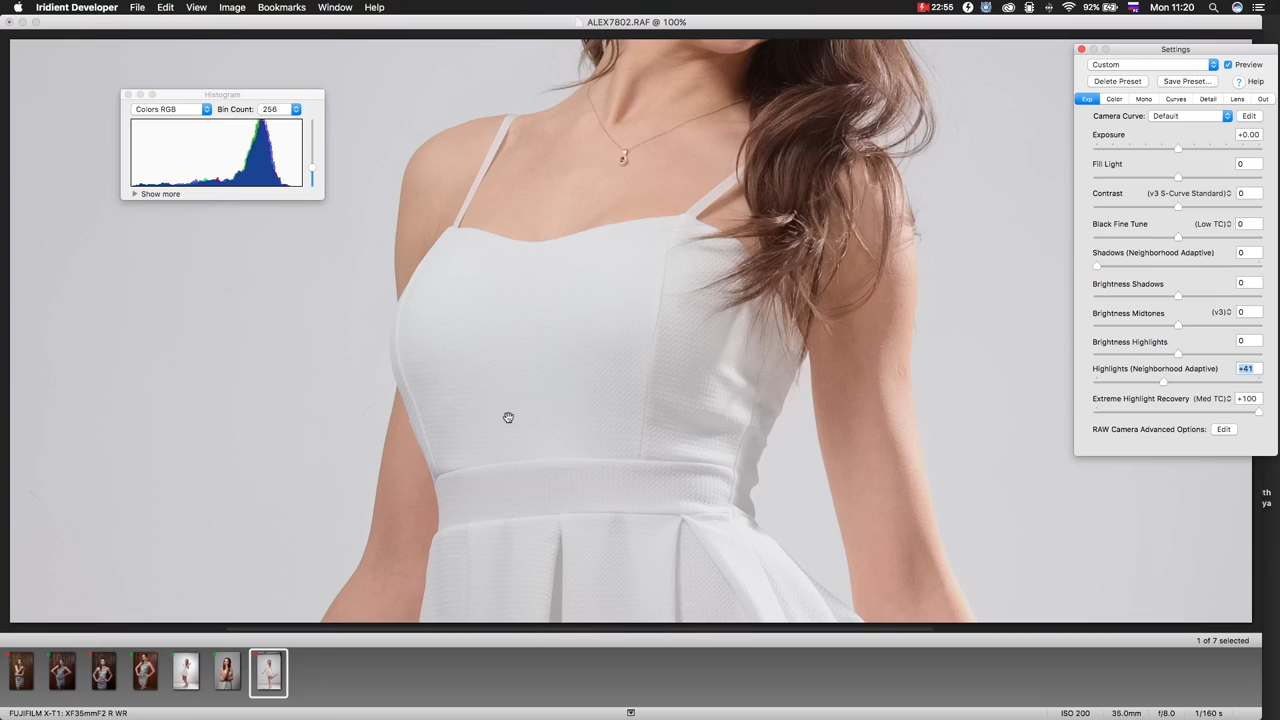 Iridient Developer File Edit View Image Bookmarks Window Help 22:55 92% Mon 11:20
ALEX7802.RAF @ 100%
Settings
Custom Preview
Delete Preset Save Preset... ? Help
Exp Color Mono Curves Detail Lens Out
Camera Curve: Default Edit
Exposure +0.00
Fill Light 0
Contrast (v3 S-Curve Standard) 0
Black Fine Tune (Low TC) 0
Shadows (Neighborhood Adaptive) 0
Brightness Shadows 0
Brightness Midtones (v3) 0
Brightness Highlights 0
Highlights (Neighborhood Adaptive) +41
Extreme Highlight Recovery (Med TC) +100
RAW Camera Advanced Options: Edit
Histogram
Colors RGB Bin Count: 256
Show more
th
ya
1 of 7 selected
FUJIFILM X-T1: XF35mmF2 R WR ISO 200 35.0mm f/8.0 1/160 s